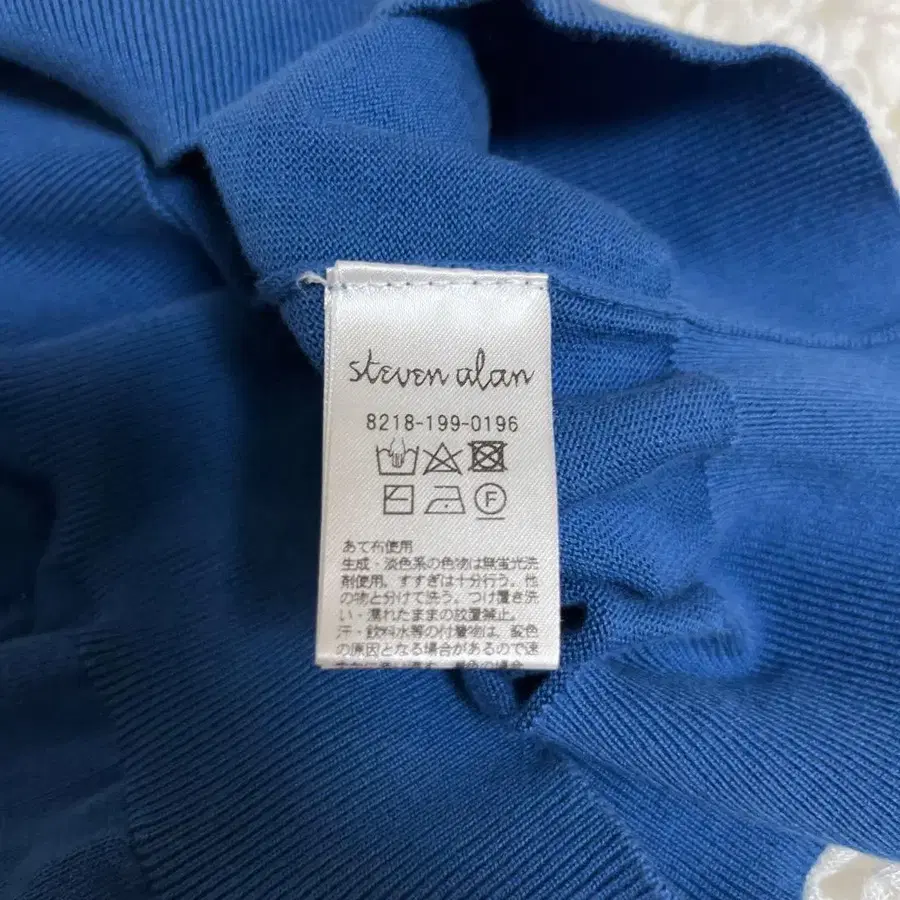 steven alan
8218-199-0196
F
あて布使用
生成・淡色系の色物は無蛍光洗
剤使用。すすぎは十分行う。他
の物と分けて洗う。つけ置き洗
い・濡れたままの放置禁止。
汗・飲料水等の付着物は、変色
の原因となる場合があるので速